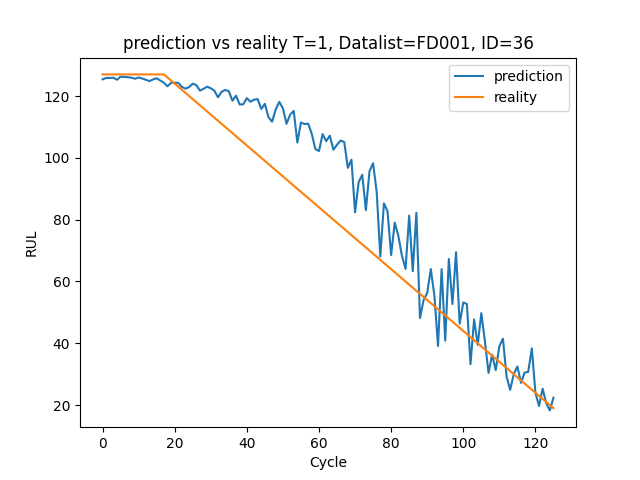 prediction vs reality T=1, Datalist=FD001, ID=36
prediction
reality
RUL
120
100
80
60
40
20
0 20 40 60 80 100 120
Cycle